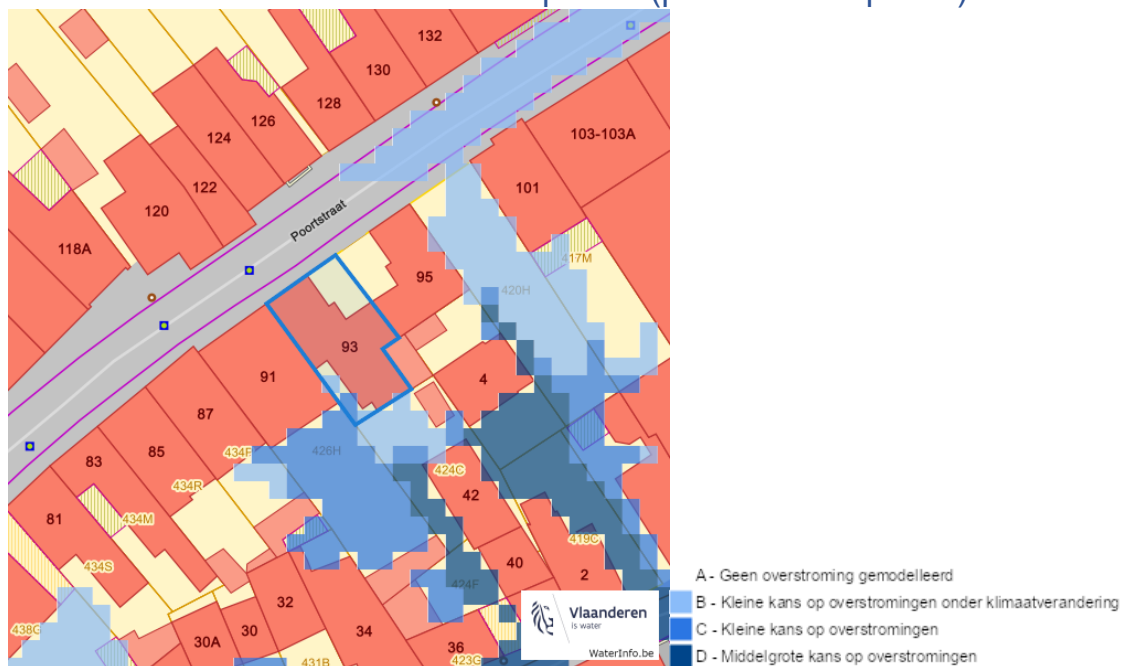 132
130
128
126
124
103-103A
101
122
120
Poortstraat
118A
417M
95
420H
93
4
91
87
434F
426H
83
85
424C
434R
42
81
434M
419C
434S
40
2
424F
32
438G
30A
30
34
36
431B
423G
Vlaanderen
is water
WaterInfo.be
A - Geen overstroming gemodelleerd
B - Kleine kans op overstromingen onder klimaatverandering
C - Kleine kans op overstromingen
D - Middelgrote kans op overstromingen